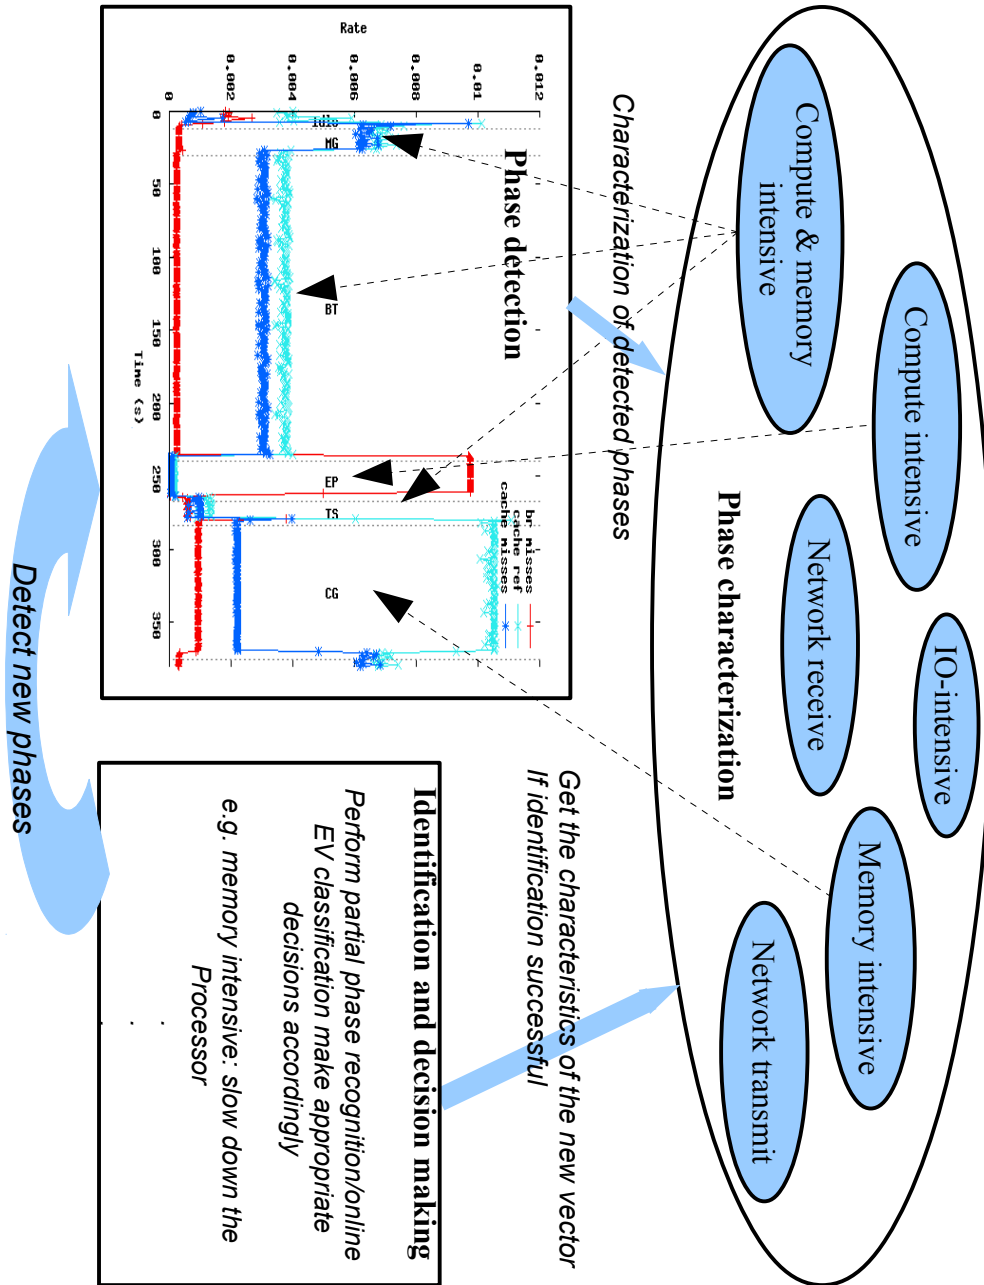 Compute & memory
intensive
Compute intensive
IO-intensive
Network receive
Memory intensive
Network transmit
Phase characterization
Characterization of detected phases
Get the characteristics of the new vector
If identification successful
Phase detection
Rate
0.012
0.01
0.008
0.006
0.004
0.002
0
0
50
100
150
200
250
300
350
Time (s)
idle
MG
BT
EP
IS
CG
br misses
cache ref
cache misses
Identification and decision making
Perform partial phase recognition/online
EV classification make appropriate
decisions accordingly
e.g. memory intensive: slow down the
Processor
. . .
Detect new phases